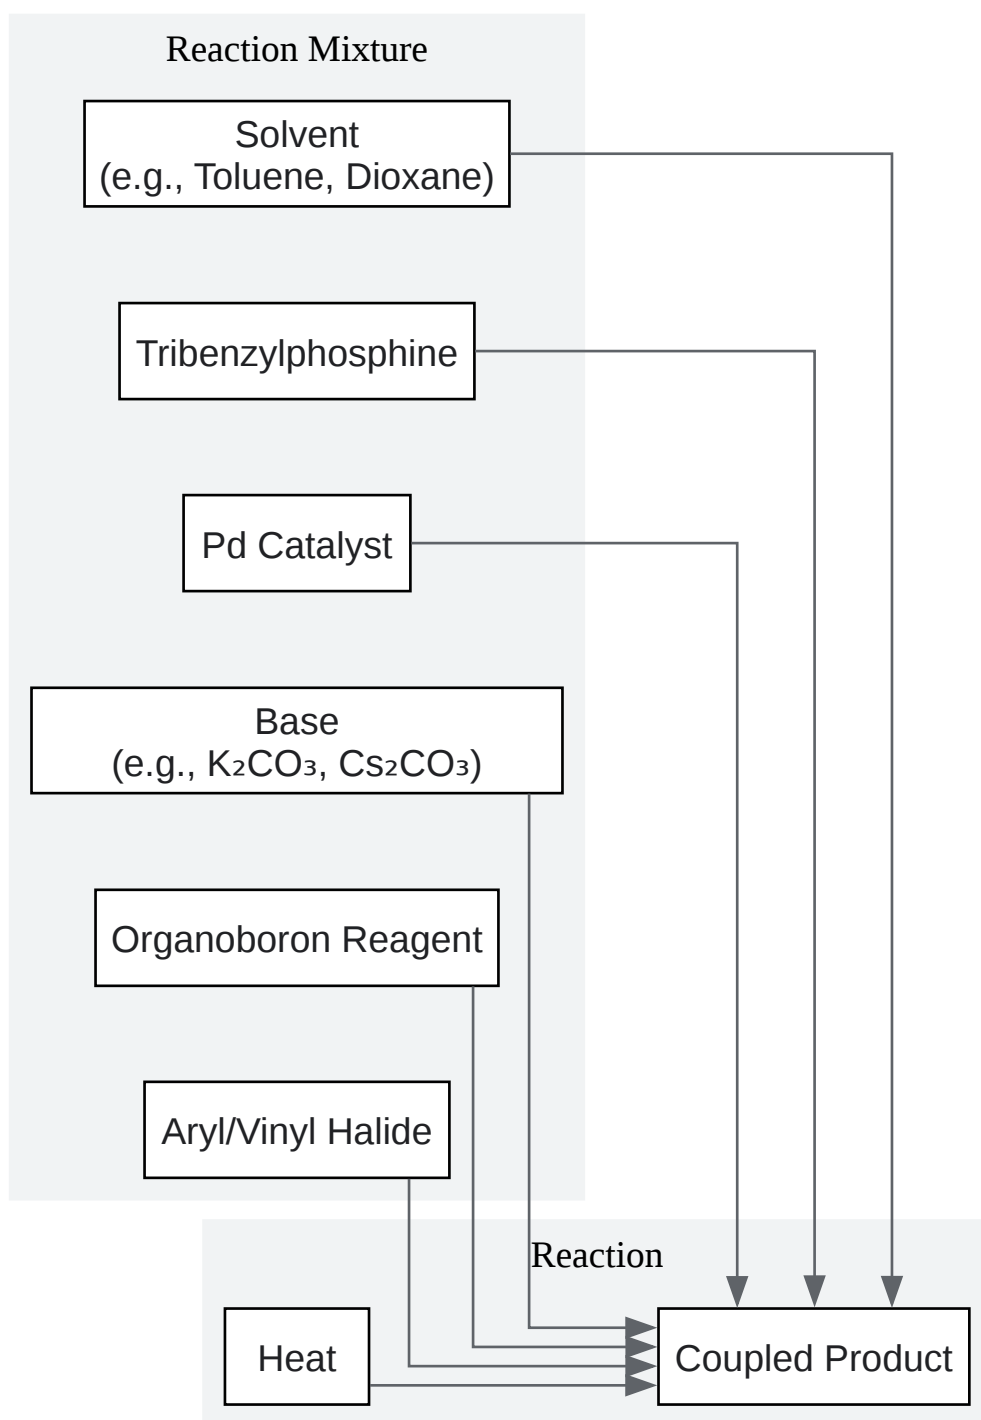 Reaction Mixture
Solvent
(e.g., Toluene, Dioxane)
Tribenzylphosphine
Pd Catalyst
Base
(e.g., K₂CO₃, Cs₂CO₃)
Organoboron Reagent
Aryl/Vinyl Halide
Reaction
Heat
Coupled Product